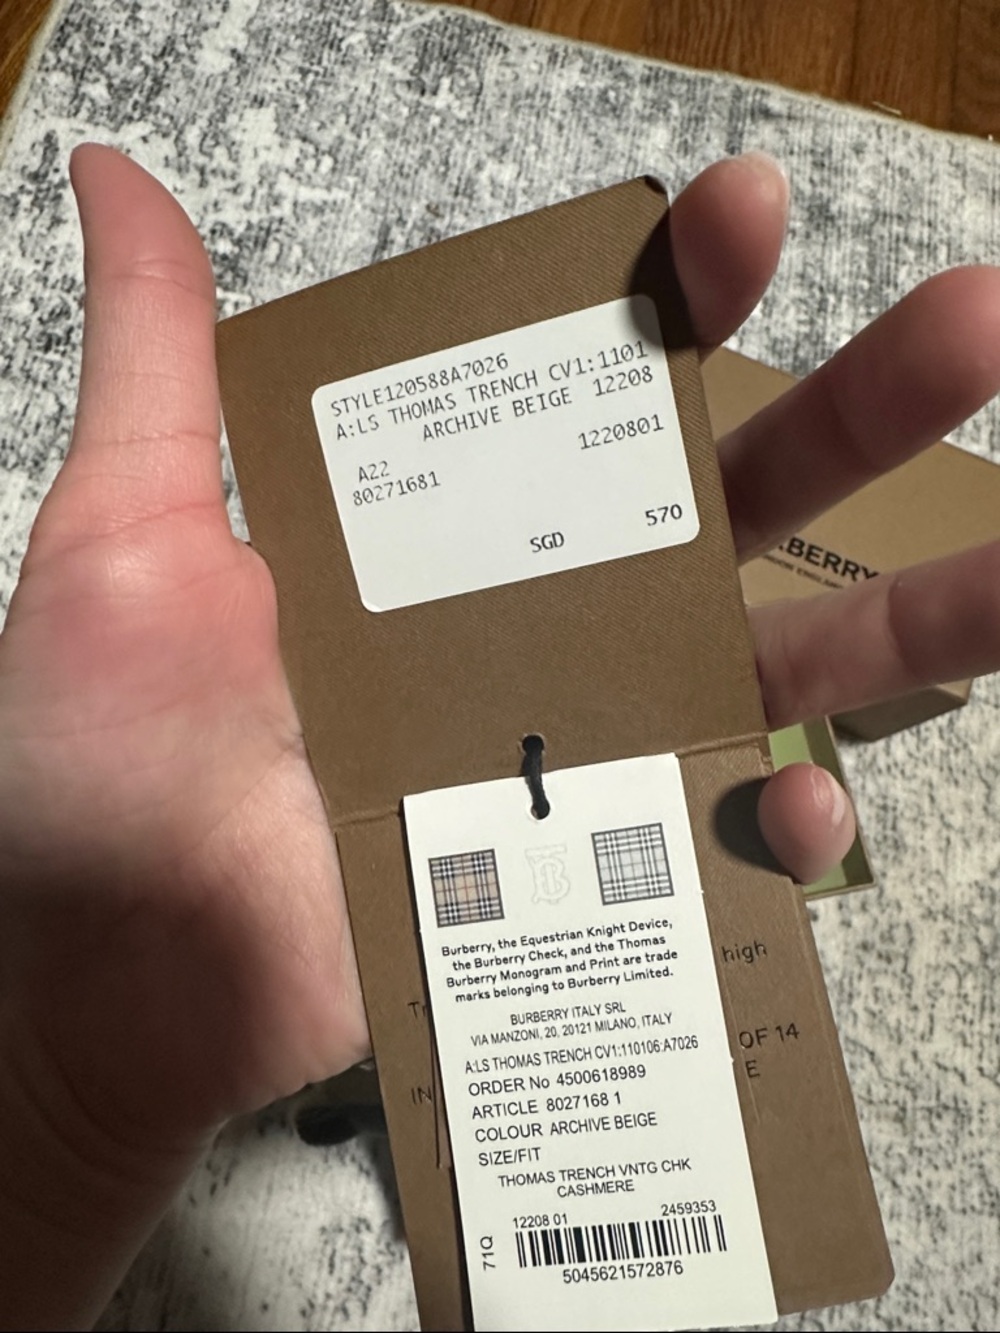 STYLE120588A7026
A:LS THOMAS TRENCH CV1:1101
ARCHIVE BEIGE 12208
A22 1220801
80271681
SGD 570
BERRY
Burberry, the Equestrian Knight Device,
the Burberry Check, and the Thomas
Burberry Monogram and Print are trade
marks belonging to Burberry Limited.
high
BURBERRY ITALY SRL
VIA MANZONI, 20, 20121 MILANO, ITALY
A:LS THOMAS TRENCH CV1:110106:A7026
OF 14
ORDER No 4500618989
E
ARTICLE 8027168 1
IN
COLOUR ARCHIVE BEIGE
SIZE/FIT
THOMAS TRENCH VNTG CHK
CASHMERE
12208 01 2459353
71Q
5045621572876